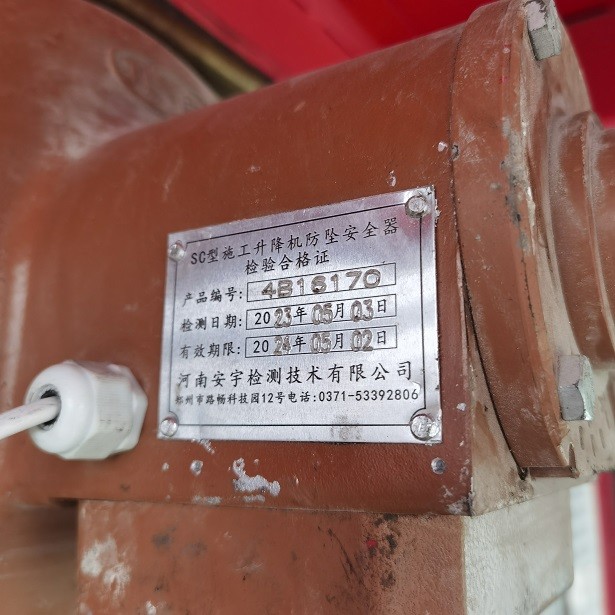 SC型施工升降机防坠安全器
检验合格证
产品编号: 4B18170
检测日期: 2023年05月03日
有效期限: 2024年05月02日
河南安宇检测技术有限公司
郑州市路畅科技园12号电话:0371-53392806